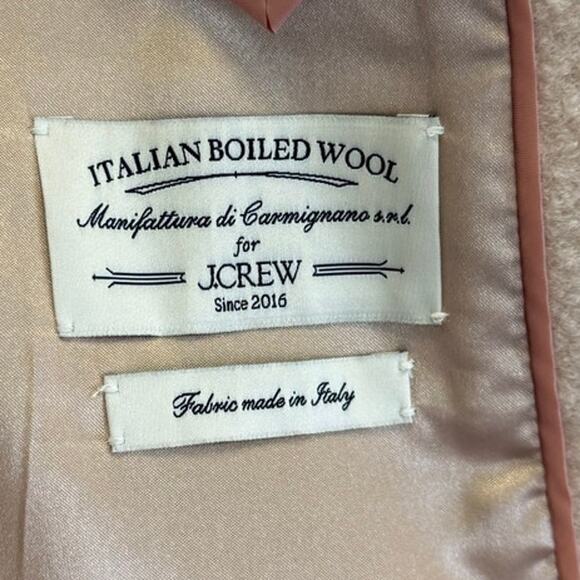 ITALIAN BOILED WOOL
Manifattura di Carmignano s.r.l.
for
J.CREW
Since 2016
Fabric made in Italy